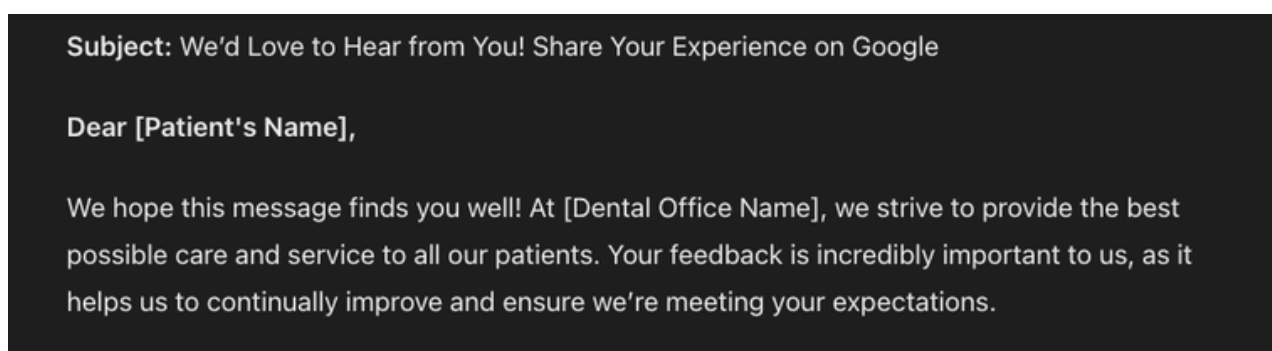 Subject: We’d Love to Hear from You! Share Your Experience on Google
Dear [Patient's Name],
We hope this message finds you well! At [Dental Office Name], we strive to provide the best
possible care and service to all our patients. Your feedback is incredibly important to us, as it
helps us to continually improve and ensure we’re meeting your expectations.